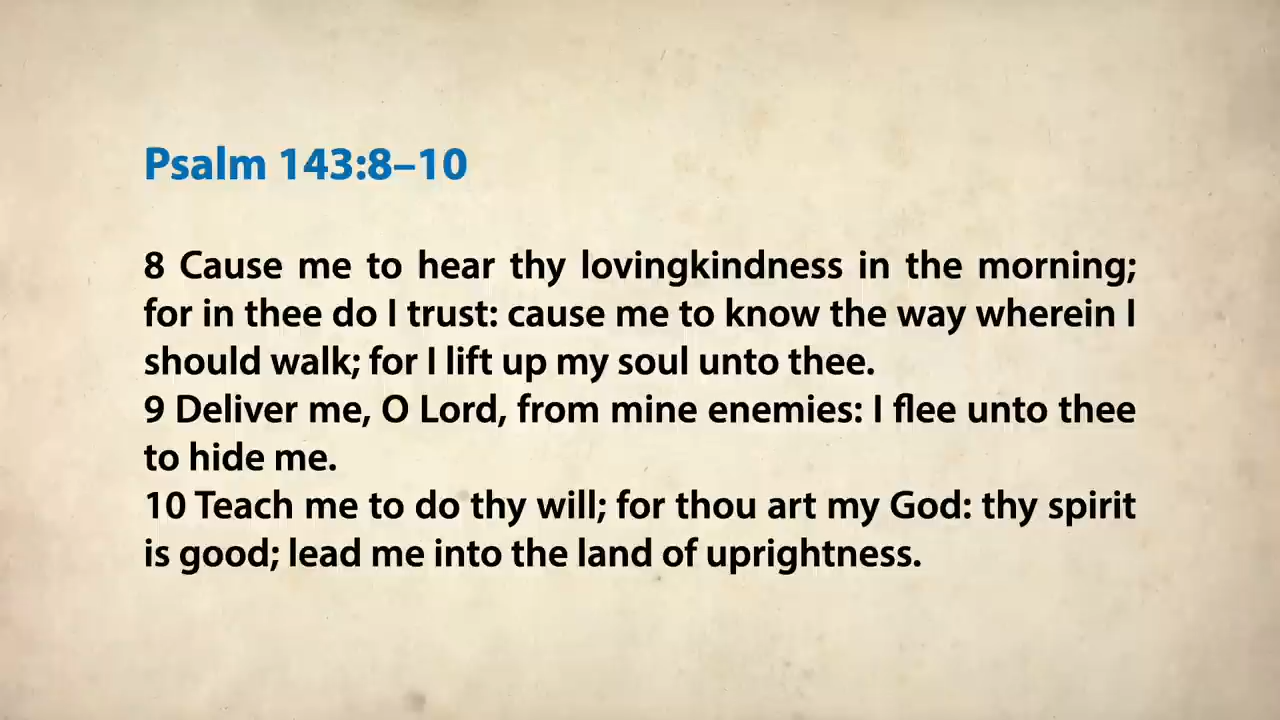 Psalm 143:8–10
8 Cause me to hear thy lovingkindness in the morning;
for in thee do I trust: cause me to know the way wherein I
should walk; for I lift up my soul unto thee.
9 Deliver me, O Lord, from mine enemies: I flee unto thee
to hide me.
10 Teach me to do thy will; for thou art my God: thy spirit
is good; lead me into the land of uprightness.